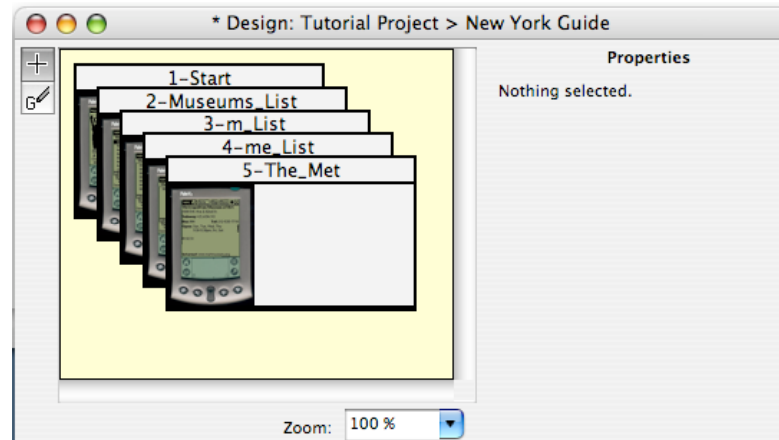 * Design: Tutorial Project > New York Guide
Properties
Nothing selected.
1-Start
2-Museums_List
3-m_List
4-me_List
5-The_Met
G
Zoom: 100 %